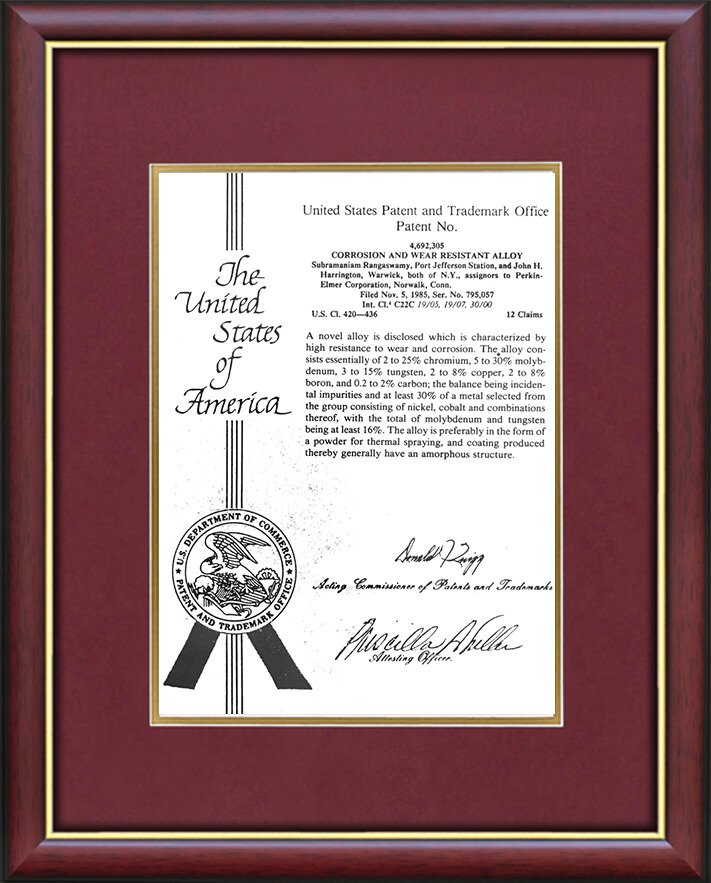 The
United
States
of
America
United States Patent and Trademark Office
Patent No.
4,692,305
CORROSION AND WEAR RESISTANT ALLOY
Subramaniam Rangaswamy, Port Jefferson Station, and John H.
Harrington, Warwick, both of N.Y., assignors to Perkin-
Elmer Corporation, Norwalk, Conn.
Filed Nov. 5, 1985, Ser. No. 795,057
Int. Cl.⁴ C22C 19/05, 19/07, 30/00
U.S. Cl. 420—436 12 Claims
A novel alloy is disclosed which is characterized by
high resistance to wear and corrosion. The alloy con-
sists essentially of 2 to 25% chromium, 5 to 30% molyb-
denum, 3 to 15% tungsten, 2 to 8% copper, 2 to 8%
boron, and 0.2 to 2% carbon; the balance being inciden-
tal impurities and at least 30% of a metal selected from
the group consisting of nickel, cobalt and combinations
thereof, with the total of molybdenum and tungsten
being at least 16%. The alloy is preferably in the form of
a powder for thermal spraying, and coating produced
thereby generally have an amorphous structure.
U.S. DEPARTMENT OF COMMERCE
PATENT AND TRADEMARK OFFICE
Donald Quigg
Acting Commissioner of Patents and Trademarks
Priscilla
Attesting Officer.